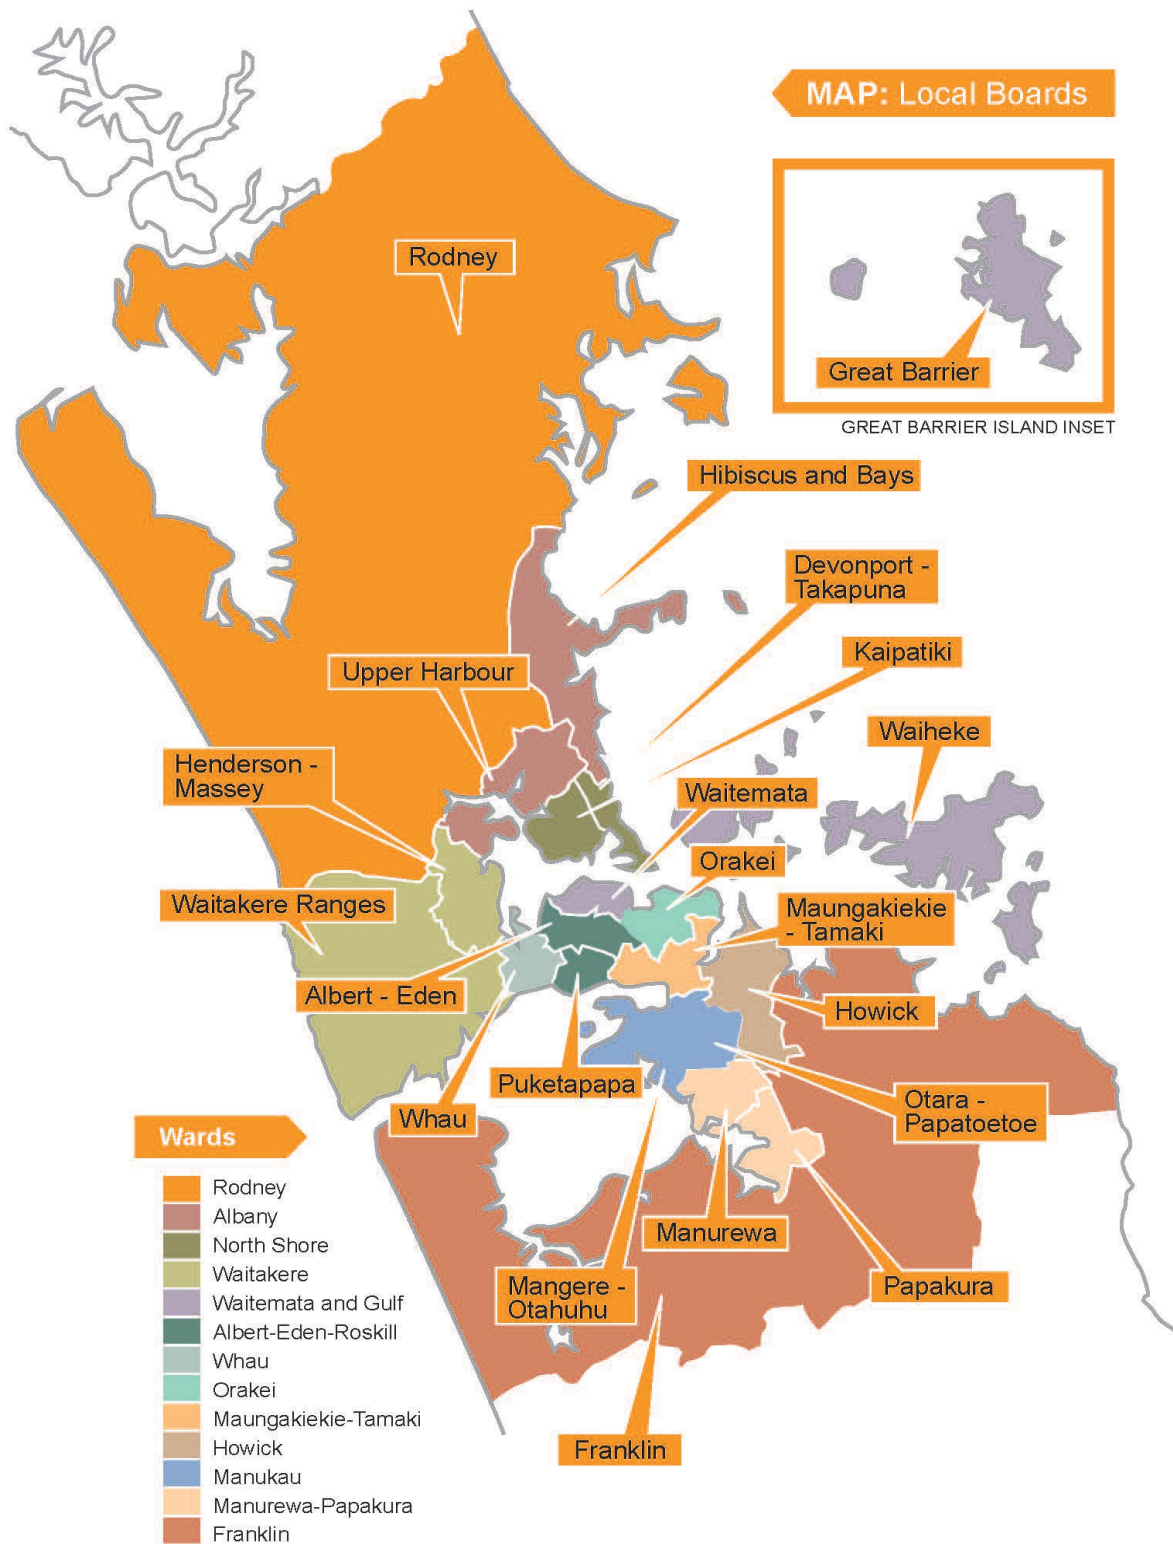 MAP: Local Boards
Rodney
Great Barrier
GREAT BARRIER ISLAND INSET
Hibiscus and Bays
Devonport -
Takapuna
Kaipatiki
Upper Harbour
Waiheke
Henderson -
Massey
Waitemata
Orakei
Waitakere Ranges
Maungakiekie
- Tamaki
Albert - Eden
Howick
Puketapapa
Whau
Otara -
Papatoetoe
Manurewa
Mangere -
Otahuhu
Papakura
Franklin
Wards
Rodney
Albany
North Shore
Waitakere
Waitemata and Gulf
Albert-Eden-Roskill
Whau
Orakei
Maungakiekie-Tamaki
Howick
Manukau
Manurewa-Papakura
Franklin